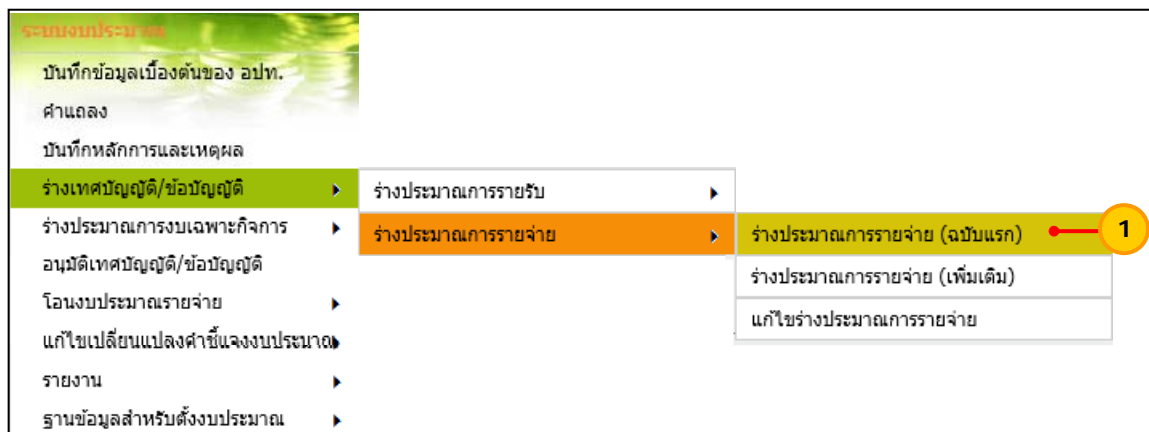 ระบบงบประมาณ
บันทึกข้อมูลเบื้องต้นของ อปท.
คำแถลง
บันทึกหลักการและเหตุผล
ร่างเทศบัญญัติ/ข้อบัญญัติ
ร่างประมาณการรายรับ
ร่างประมาณการงบเฉพาะกิจการ
ร่างประมาณการรายจ่าย
ร่างประมาณการรายจ่าย (ฉบับแรก)
1
อนุมัติเทศบัญญัติ/ข้อบัญญัติ
ร่างประมาณการรายจ่าย (เพิ่มเติม)
โอนงบประมาณรายจ่าย
แก้ไขร่างประมาณการรายจ่าย
แก้ไขเปลี่ยนแปลงคำชี้แจงงบประมาณ
รายงาน
ฐานข้อมูลสำหรับตั้งงบประมาณ